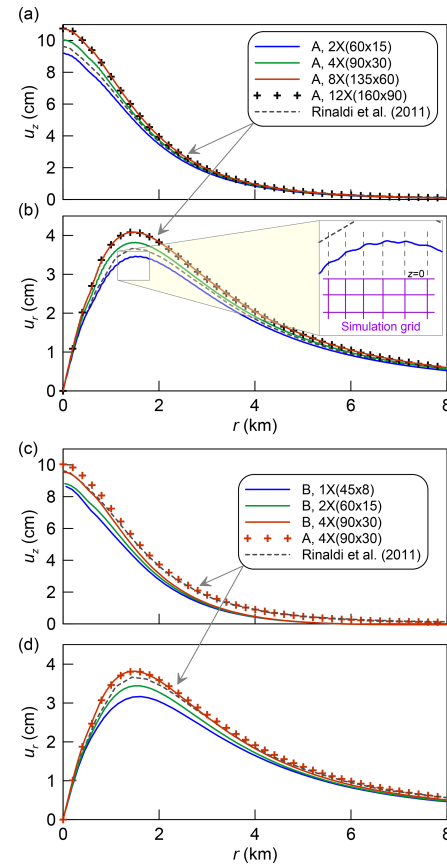 (a)
12
10
8
6
4
2
0
u_z (cm)
A, 2X(60x15)
A, 4X(90x30)
A, 8X(135x60)
A, 12X(160x90)
Rinaldi et al. (2011)
(b)
4
3
2
1
0
u_r (cm)
z=0
Simulation grid
0 2 4 6 8
r (km)
(c)
12
10
8
6
4
2
0
u_z (cm)
B, 1X(45x8)
B, 2X(60x15)
B, 4X(90x30)
A, 4X(90x30)
Rinaldi et al. (2011)
(d)
4
3
2
1
0
u_r (cm)
0 2 4 6 8
r (km)